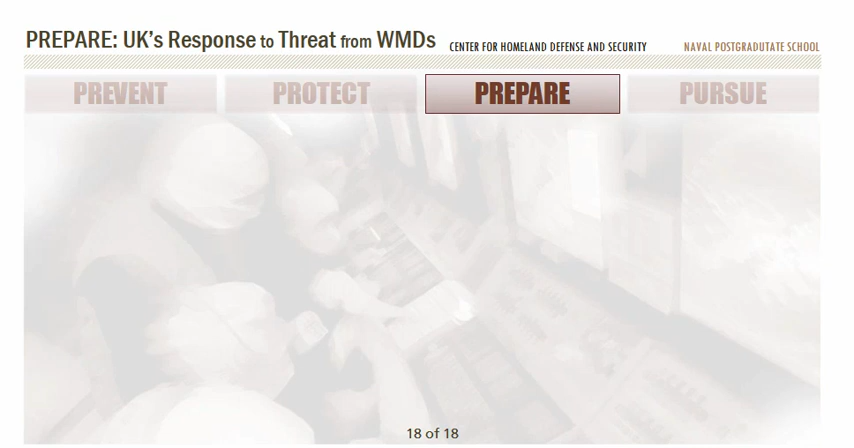 PREPARE: UK's Response to Threat from WMDs CENTER FOR HOMELAND DEFENSE AND SECURITY NAVAL POSTGRADUTATE SCHOOL
PREVENT PROTECT PREPARE PURSUE
18 of 18